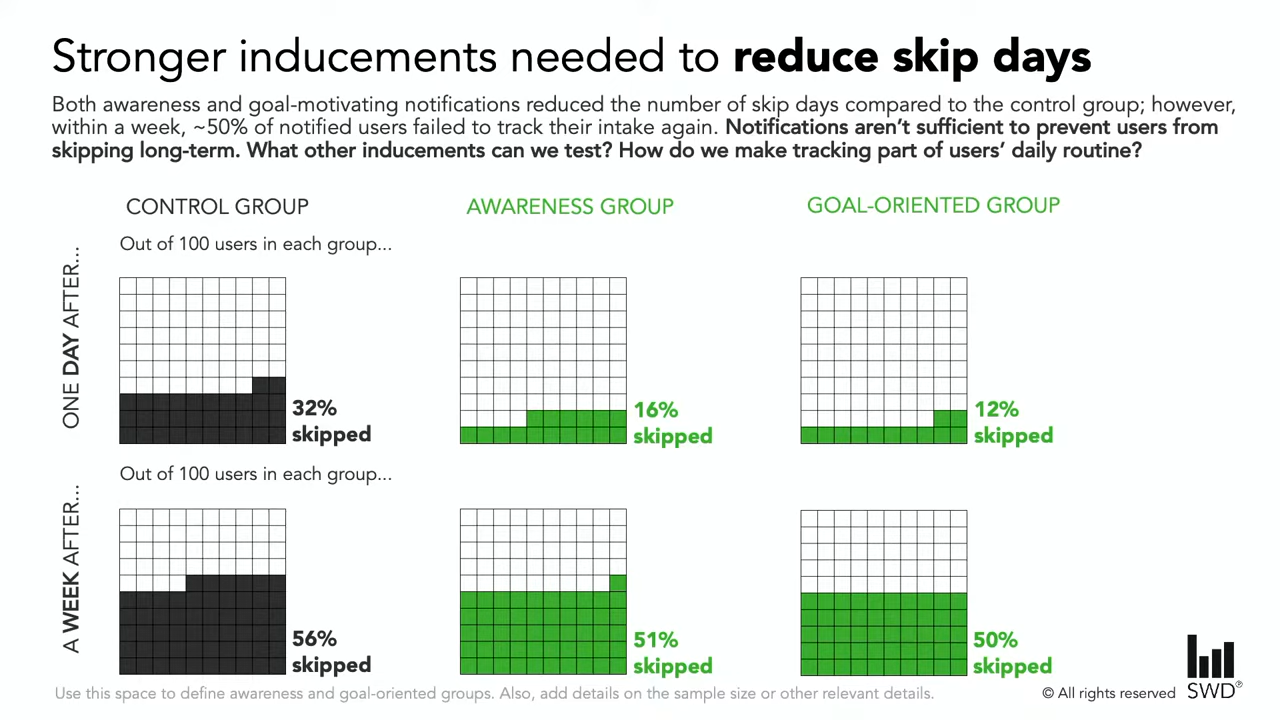 Stronger inducements needed to reduce skip days
Both awareness and goal-motivating notifications reduced the number of skip days compared to the control group; however,
within a week, ~50% of notified users failed to track their intake again. Notifications aren't sufficient to prevent users from
skipping long-term. What other inducements can we test? How do we make tracking part of users' daily routine?
CONTROL GROUP
AWARENESS GROUP
GOAL-ORIENTED GROUP
ONE DAY AFTER...
Out of 100 users in each group...
32%
skipped
16%
skipped
12%
skipped
A WEEK AFTER...
Out of 100 users in each group...
56%
skipped
51%
skipped
50%
skipped
Use this space to define awareness and goal-oriented groups. Also, add details on the sample size or other relevant details.
© All rights reserved
SWD®